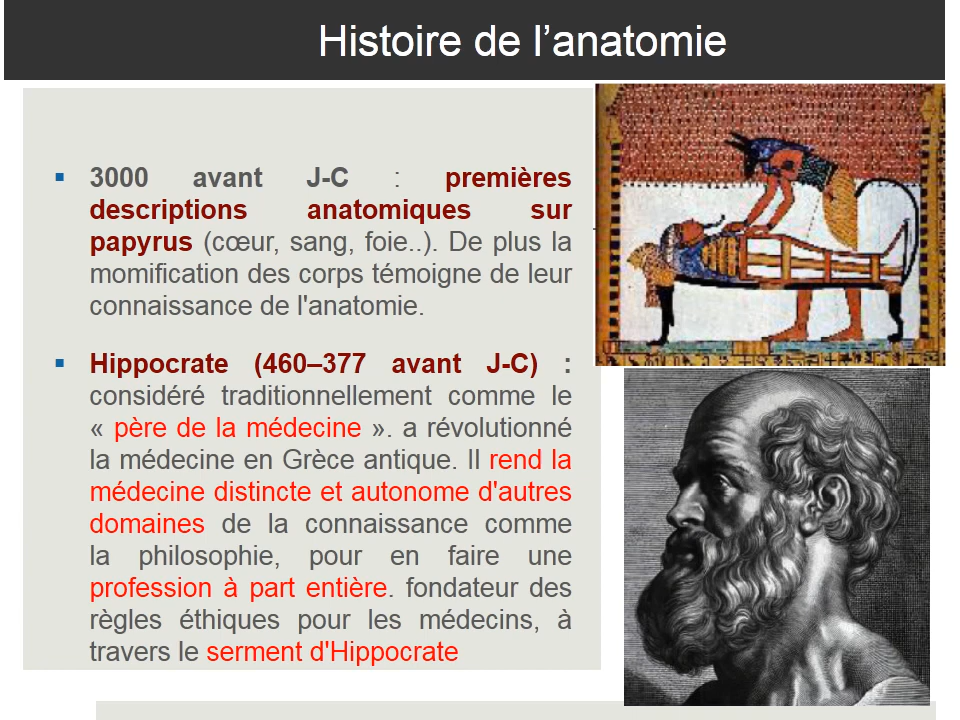 Histoire de l’anatomie
▪ 3000 avant J-C : premières
descriptions anatomiques sur
papyrus (cœur, sang, foie..). De plus la
momification des corps témoigne de leur
connaissance de l'anatomie.
▪ Hippocrate (460–377 avant J-C) :
considéré traditionnellement comme le
« père de la médecine ». a révolutionné
la médecine en Grèce antique. Il rend la
médecine distincte et autonome d'autres
domaines de la connaissance comme
la philosophie, pour en faire une
profession à part entière. fondateur des
règles éthiques pour les médecins, à
travers le serment d'Hippocrate